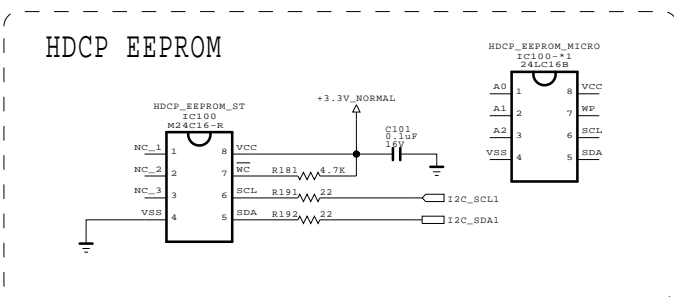 HDCP EEPROM
HDCP_EEPROM_ST
IC100
M24C16-R
NC_1 1 8 VCC
NC_2 2 7 WC
NC_3 3 6 SCL
VSS 4 5 SDA
+3.3V_NORMAL
C101
0.1uF
16V
R181 4.7K
R191 22 I2C_SCL1
R192 22 I2C_SDA1
HDCP_EEPROM_MICRO
IC100-*1
24LC16B
A0 1 8 VCC
A1 2 7 WP
A2 3 6 SCL
VSS 4 5 SDA